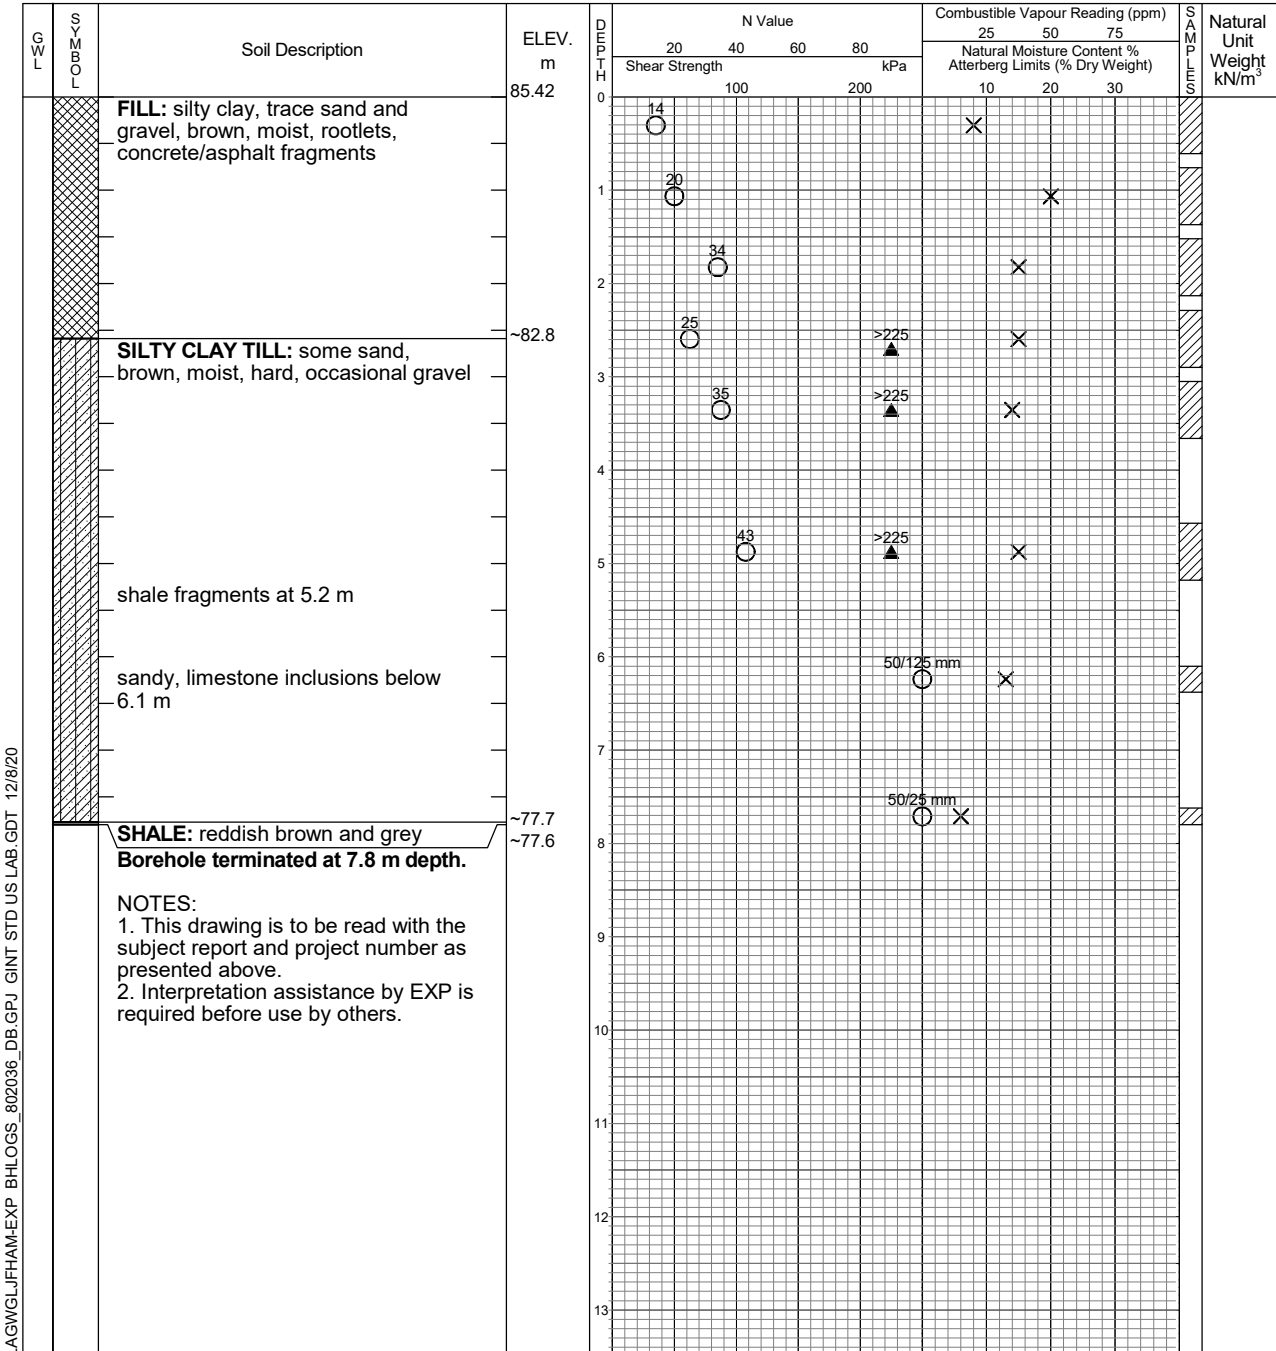 GWL
SYMBOL
Soil Description
ELEV.
m
85.42
DEPTH
N Value
20 40 60 80
Shear Strength kPa
100 200
Combustible Vapour Reading (ppm)
25 50 75
Natural Moisture Content %
Atterberg Limits (% Dry Weight)
10 20 30
SAMPLES
Natural
Unit
Weight
kN/m³
FILL: silty clay, trace sand and
gravel, brown, moist, rootlets,
concrete/asphalt fragments
~82.8
SILTY CLAY TILL: some sand,
brown, moist, hard, occasional gravel
shale fragments at 5.2 m
sandy, limestone inclusions below
6.1 m
~77.7
SHALE: reddish brown and grey
~77.6
Borehole terminated at 7.8 m depth.
NOTES:
1. This drawing is to be read with the
subject report and project number as
presented above.
2. Interpretation assistance by EXP is
required before use by others.
0
14
1
20
34
2
25 >225
3
35 >225
4
43 >225
5
6
50/125 mm
7
50/25 mm
8
9
10
11
12
13
AGWGLJFHAM-EXP BHLOGS_802036_DB.GPJ GINT STD US LAB.GDT 12/8/20